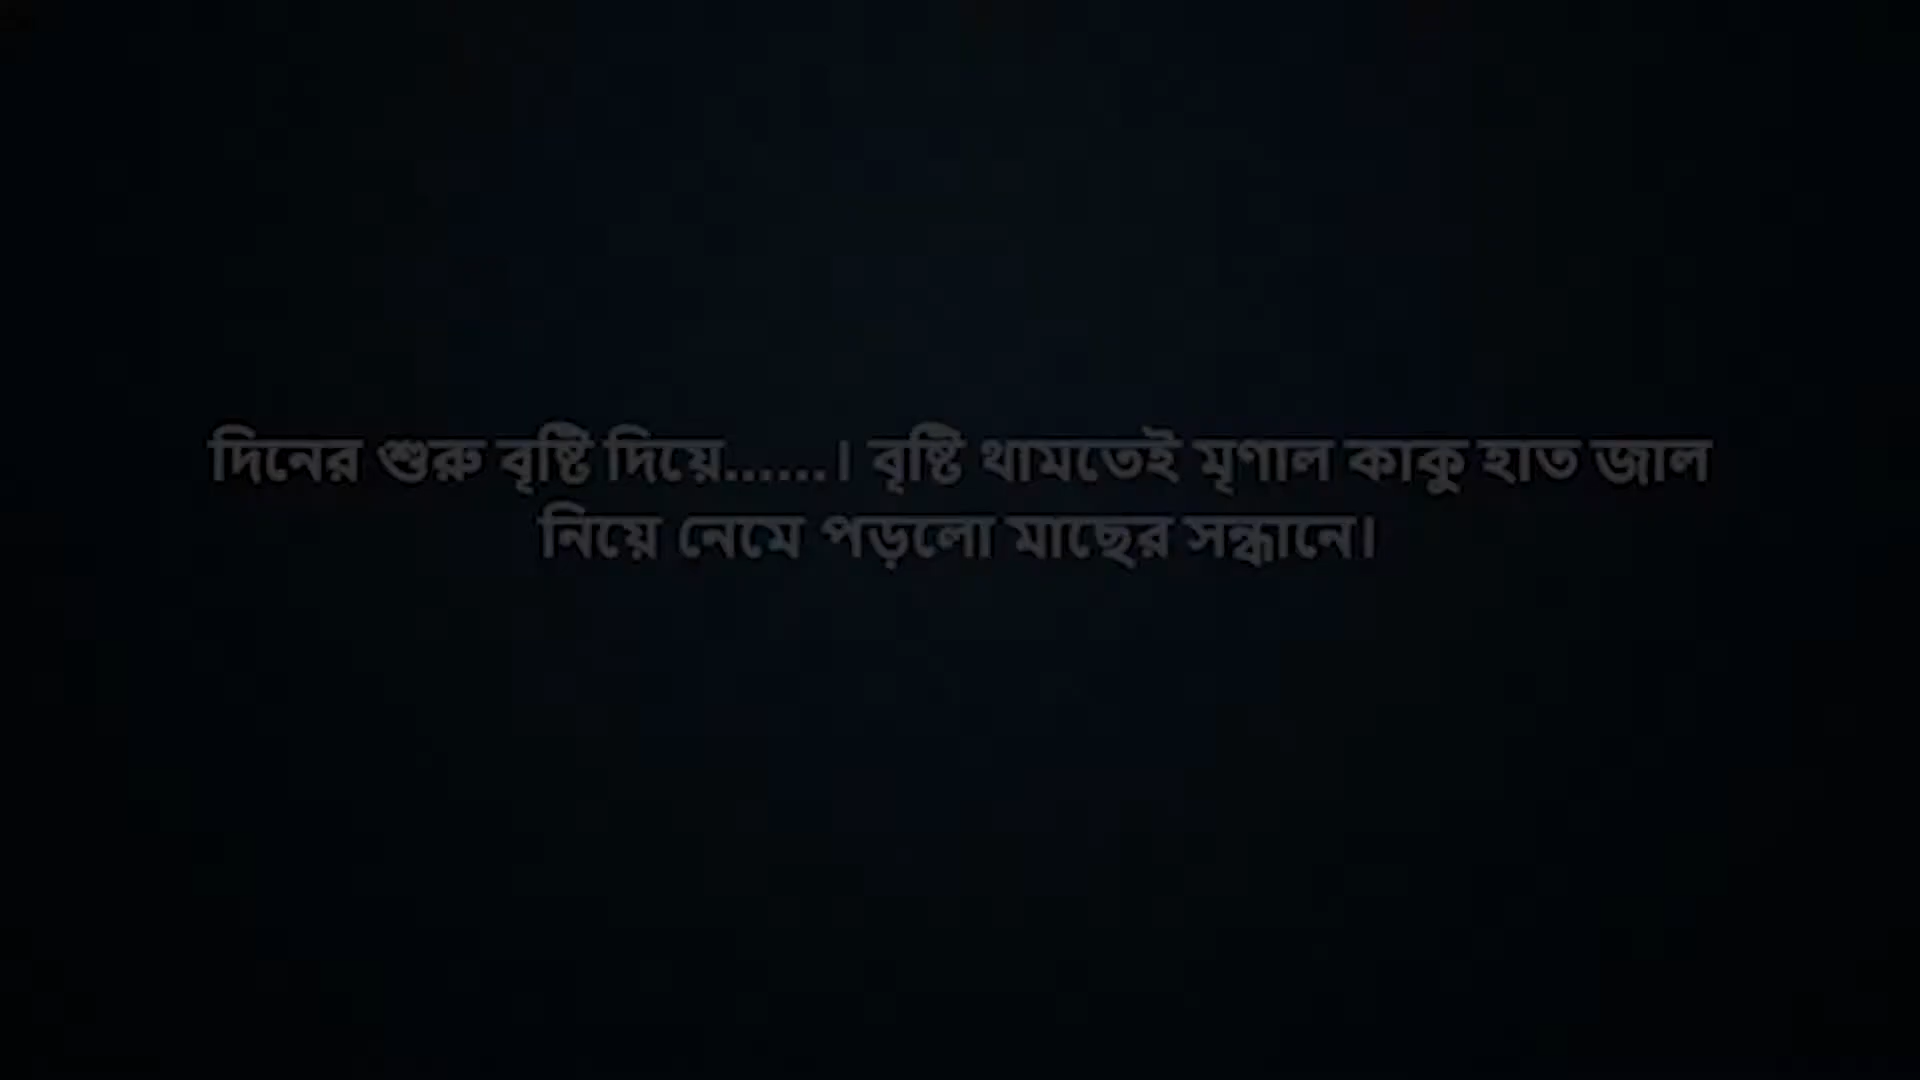 দিনের শুরু বৃষ্টি দিয়ে......। বৃষ্টি থামতেই মৃণাল কাকু হাত জাল
নিয়ে নেমে পড়লো মাছের সন্ধানে।